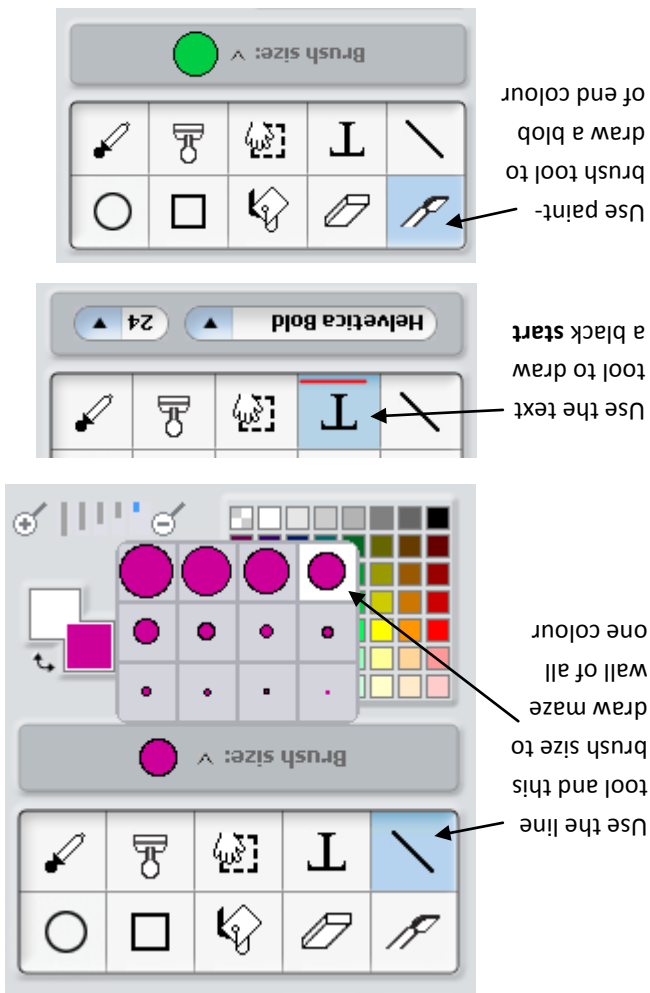 Use the line
tool and this
brush size to
draw maze
wall of all
one colour
Brush size: ^
Use the text
tool to draw
a black start
Helvetica Bold
24
Use paint-
brush tool to
draw a blob
of end colour
Brush size: ^